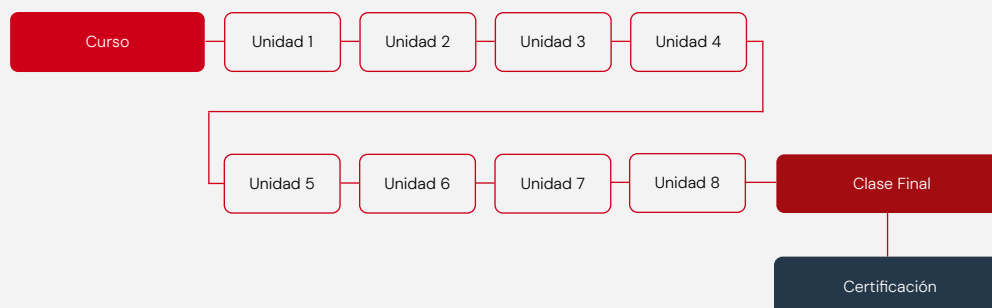 Curso
Unidad 1
Unidad 2
Unidad 3
Unidad 4
Unidad 5
Unidad 6
Unidad 7
Unidad 8
Clase Final
Certificación